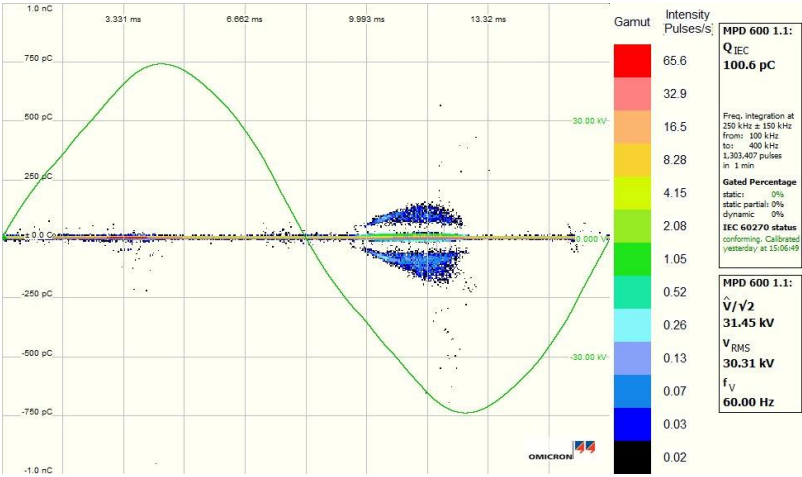 1.0 nC
3.331 ms 6.662 ms 9.993 ms 13.32 ms
750 pC
500 pC
30.00 kV
250 pC
0.0 C
0.000 V
-250 pC
-500 pC
-30.00 kV
-750 pC
-1.0 nC
OMICRON
Gamut
Intensity
Pulses/s
65.6
32.9
16.5
8.28
4.15
2.08
1.05
0.52
0.26
0.13
0.07
0.03
0.02
MPD 600 1.1:
Q IEC
100.6 pC
Freq. integration at
250 kHz ± 150 kHz
from: 100 kHz
to: 400 kHz
1,303,407 pulses
in 1 min
Gated Percentage
static: 0%
static partial: 0%
dynamic 0%
IEC 60270 status
conforming. Calibrated
yesterday at 15:06:49
MPD 600 1.1:
V̂/√2
31.45 kV
V RMS
30.31 kV
f V
60.00 Hz